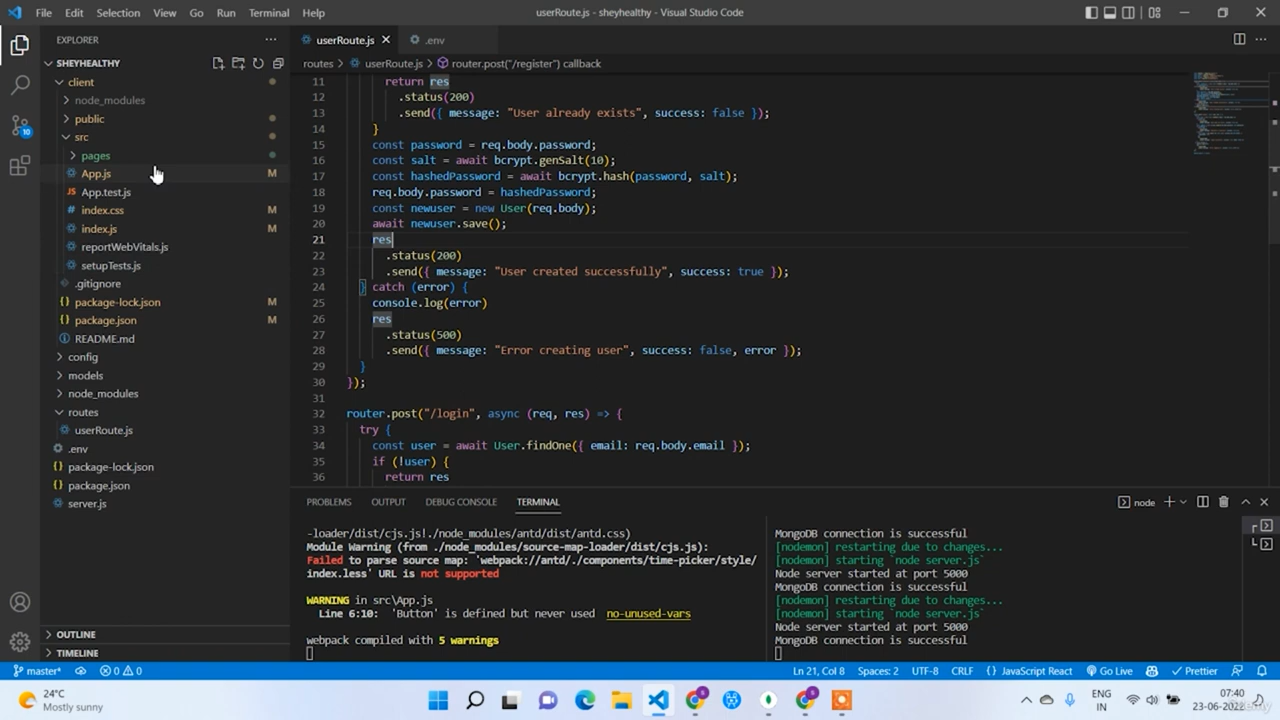 File Edit Selection View Go Run Terminal Help
userRoute.js - sheyhealthy - Visual Studio Code
EXPLORER
SHEYHEALTHY
client
node_modules
public
src
pages
App.js M
App.test.js
index.css M
index.js M
reportWebVitals.js
setupTests.js
.gitignore
package-lock.json M
package.json M
README.md
config
models
node_modules
routes
userRoute.js
.env
package-lock.json
package.json
server.js
OUTLINE
TIMELINE
userRoute.js .env
routes > userRoute.js > router.post("/register") callback
11 return res
12 .status(200)
13 .send({ message: "User already exists", success: false });
14 }
15 const password = req.body.password;
16 const salt = await bcrypt.genSalt(10);
17 const hashedPassword = await bcrypt.hash(password, salt);
18 req.body.password = hashedPassword;
19 const newuser = new User(req.body);
20 await newuser.save();
21 res
22 .status(200)
23 .send({ message: "User created successfully", success: true });
24 } catch (error) {
25 console.log(error)
26 res
27 .status(500)
28 .send({ message: "Error creating user", success: false, error });
29 }
30 });
31
32 router.post("/login", async (req, res) => {
33 try {
34 const user = await User.findOne({ email: req.body.email });
35 if (!user) {
36 return res
PROBLEMS OUTPUT DEBUG CONSOLE TERMINAL
node
-loader/dist/cjs.js!./node_modules/antd/dist/antd.css)
Module Warning (from ./node_modules/source-map-loader/dist/cjs.js):
Failed to parse source map: 'webpack://antd/./components/time-picker/style/
index.less' URL is not supported
WARNING in src\App.js
Line 6:10: 'Button' is defined but never used no-unused-vars
webpack compiled with 5 warnings
MongoDB connection is successful
[nodemon] restarting due to changes...
[nodemon] starting `node server.js`
Node server started at port 5000
MongoDB connection is successful
[nodemon] restarting due to changes...
[nodemon] starting `node server.js`
Node server started at port 5000
MongoDB connection is successful
10
master* 0 0
Ln 21, Col 8 Spaces: 2 UTF-8 CRLF {} JavaScript React Go Live Prettier
24°C
Mostly sunny
ENG
IN
07:40
23-06-2022